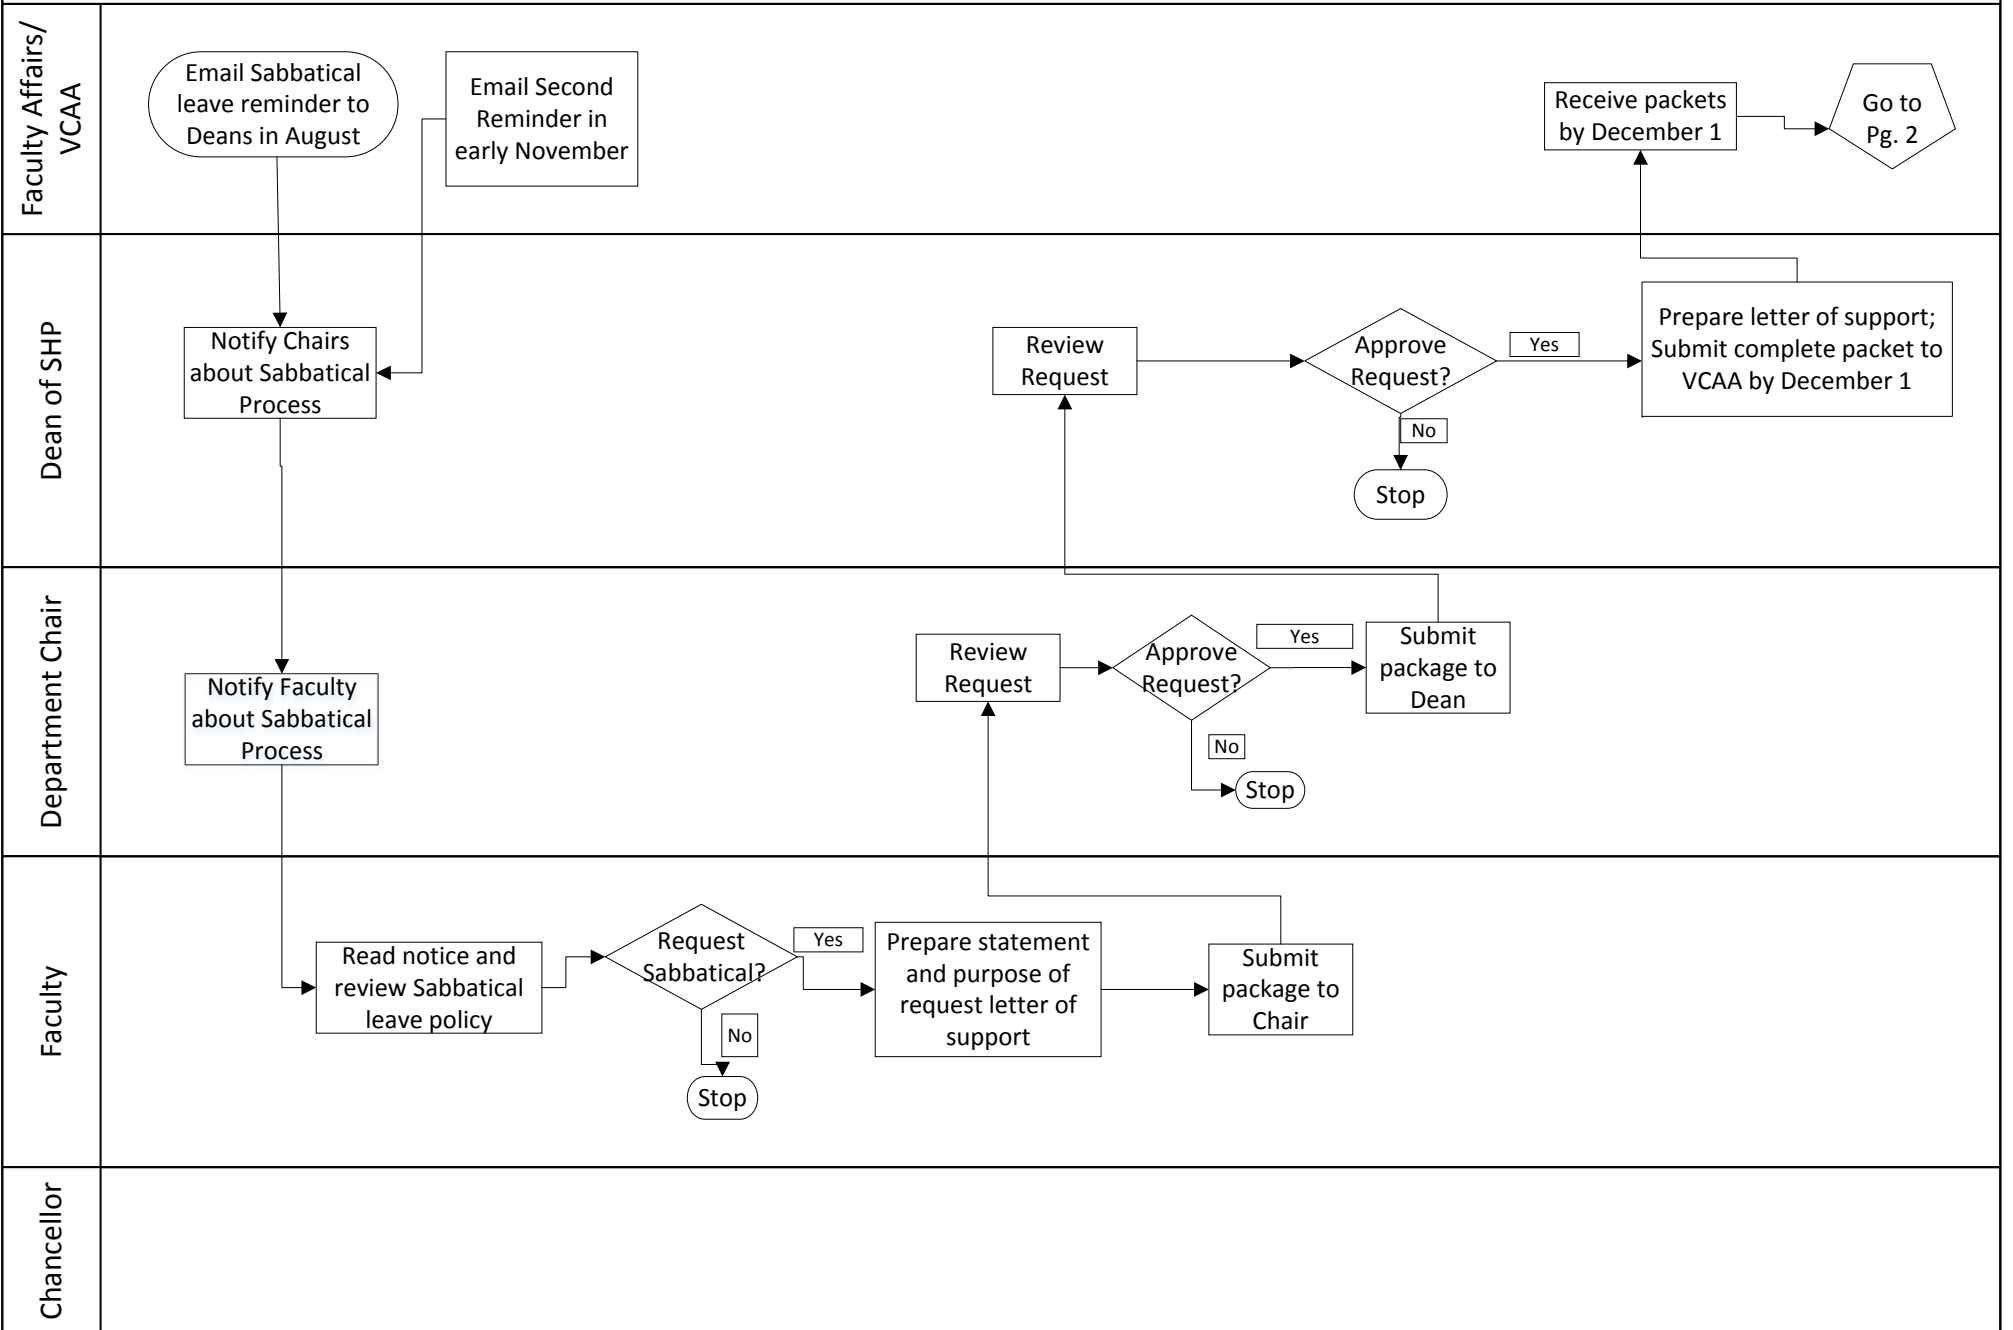 Faculty Affairs/
VCAA
Email Sabbatical
leave reminder to
Deans in August
Email Second
Reminder in
early November
Receive packets
by December 1
Go to
Pg. 2
Dean of SHP
Notify Chairs
about Sabbatical
Process
Review
Request
Approve
Request?
Yes
No
Stop
Prepare letter of support;
Submit complete packet to
VCAA by December 1
Department Chair
Notify Faculty
about Sabbatical
Process
Review
Request
Approve
Request?
Yes
No
Stop
Submit
package to
Dean
Faculty
Read notice and
review Sabbatical
leave policy
Request
Sabbatical?
Yes
No
Stop
Prepare statement
and purpose of
request letter of
support
Submit
package to
Chair
Chancellor